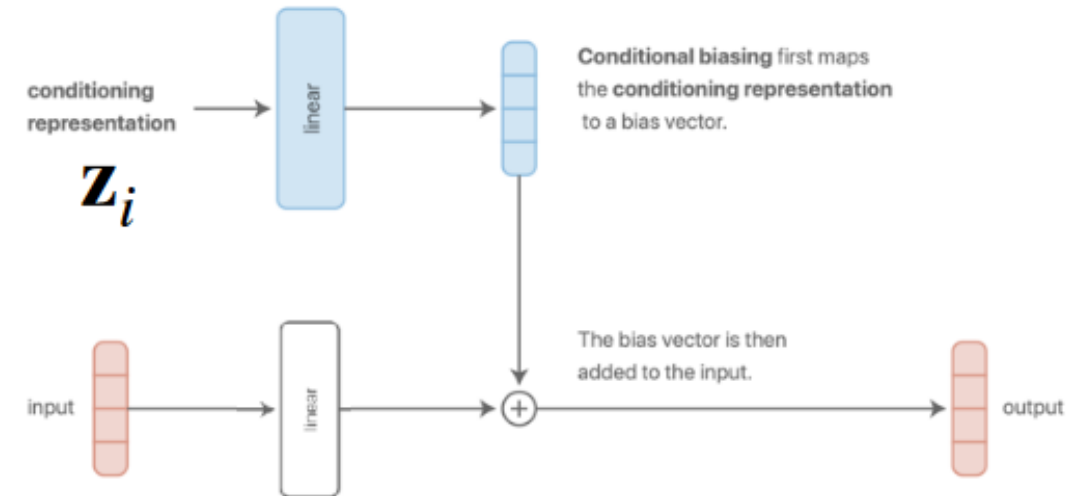 conditioning
representation
𝐳ᵢ
linear
Conditional biasing first maps
the conditioning representation
to a bias vector.
input
linear
The bias vector is then
added to the input.
+
output